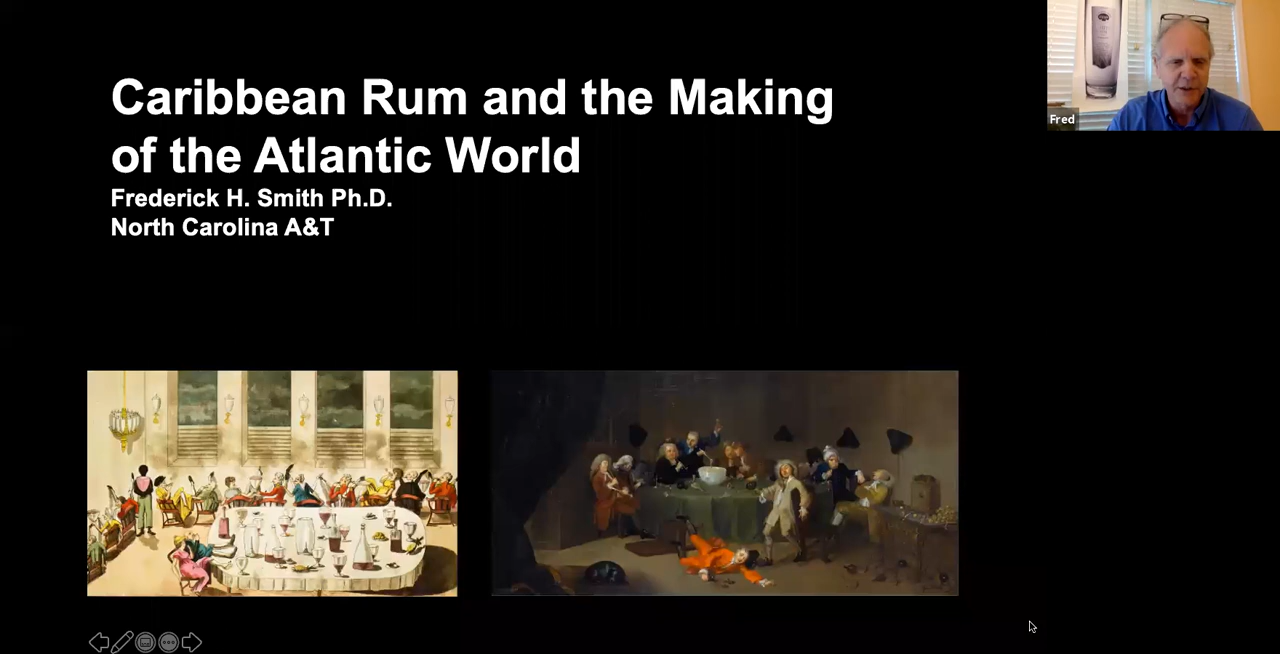 Caribbean Rum and the Making
of the Atlantic World
Frederick H. Smith Ph.D.
North Carolina A&T
Fred